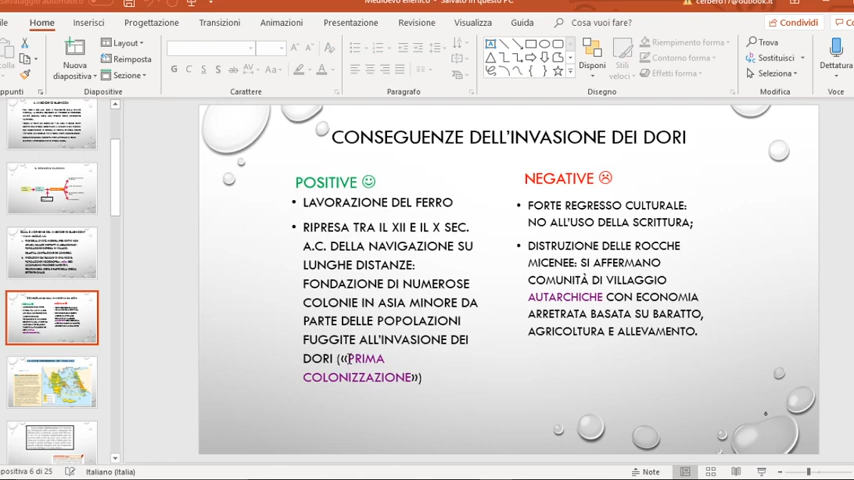 Medioevo ellenico - Salvato in questo PC
cerbero17@outlook.it
Home
Inserisci
Progettazione
Transizioni
Animazioni
Presentazione
Revisione
Visualizza
Guida
Cosa vuoi fare?
Condividi
Nuova
diapositiva
Layout
Reimposta
Sezione
Disponi
Stili
veloci
Riempimento forma
Contorno forma
Effetti forma
Trova
Sostituisci
Seleziona
Dettatura
Diapositive
Carattere
Paragrafo
Disegno
Modifica
Voce
CONSEGUENZE DELL'INVASIONE DEI DORI
POSITIVE ☺
• LAVORAZIONE DEL FERRO
• RIPRESA TRA IL XII E IL X SEC.
A.C. DELLA NAVIGAZIONE SU
LUNGHE DISTANZE:
FONDAZIONE DI NUMEROSE
COLONIE IN ASIA MINORE DA
PARTE DELLE POPOLAZIONI
FUGGITE ALL'INVASIONE DEI
DORI («PRIMA
COLONIZZAZIONE»)
NEGATIVE ☹
• FORTE REGRESSO CULTURALE:
NO ALL'USO DELLA SCRITTURA;
• DISTRUZIONE DELLE ROCCHE
MICENEE: SI AFFERMANO
COMUNITÀ DI VILLAGGIO
AUTARCHICHE CON ECONOMIA
ARRETRATA BASATA SU BARATTO,
AGRICOLTURA E ALLEVAMENTO.
6
positiva 6 di 25
Italiano (Italia)
Note